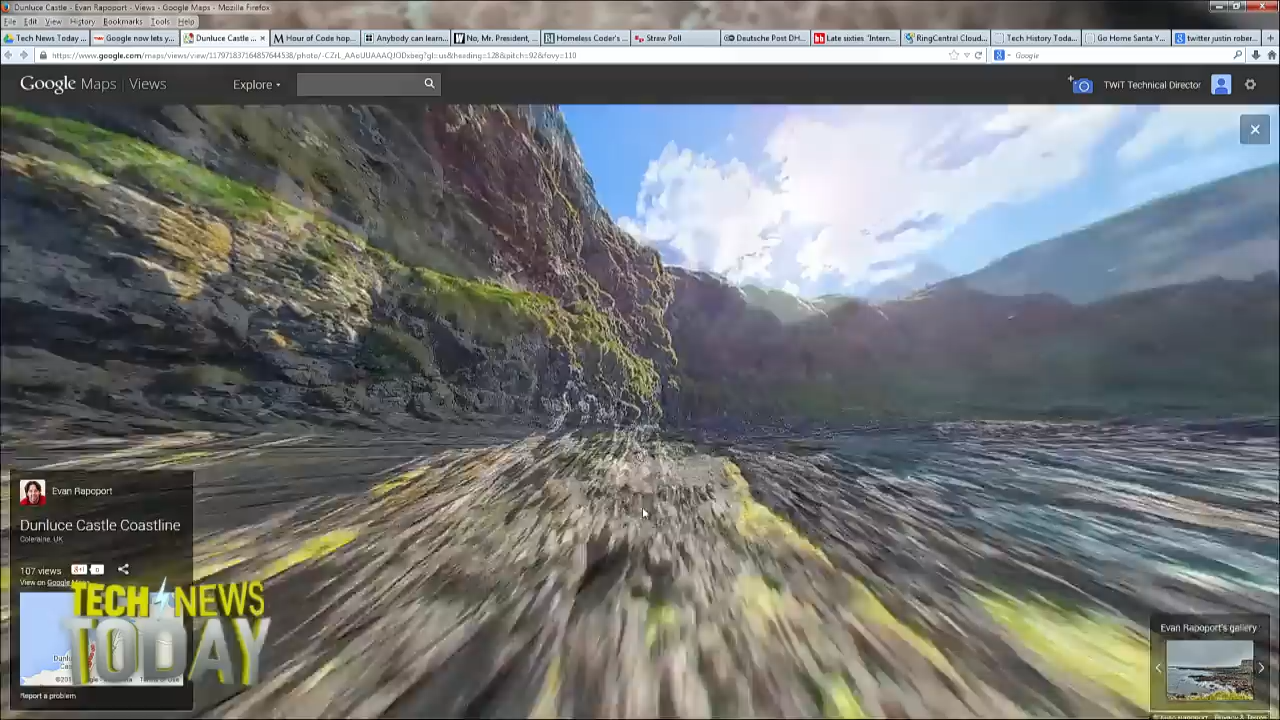 Dunluce Castle - Evan Rapoport - Views - Google Maps - Mozilla Firefox
File Edit View History Bookmarks Tools Help
Tech News Today ... Google now lets y... Dunluce Castle -... Hour of Code hop... Anybody can learn... No, Mr. President, ... Homeless Coder's ... Straw Poll Deutsche Post DH... Late sixties "Intern... RingCentral Cloud... Tech History Toda... Go Home Santa Y... twitter justin rober...
Google
Google Maps | Views Explore TWiT Technical Director
Evan Rapoport
Dunluce Castle Coastline
Coleraine, UK
107 views g+1 0
View on Google
TECH NEWS
TODAY
Report a problem
Evan Rapoport's gallery